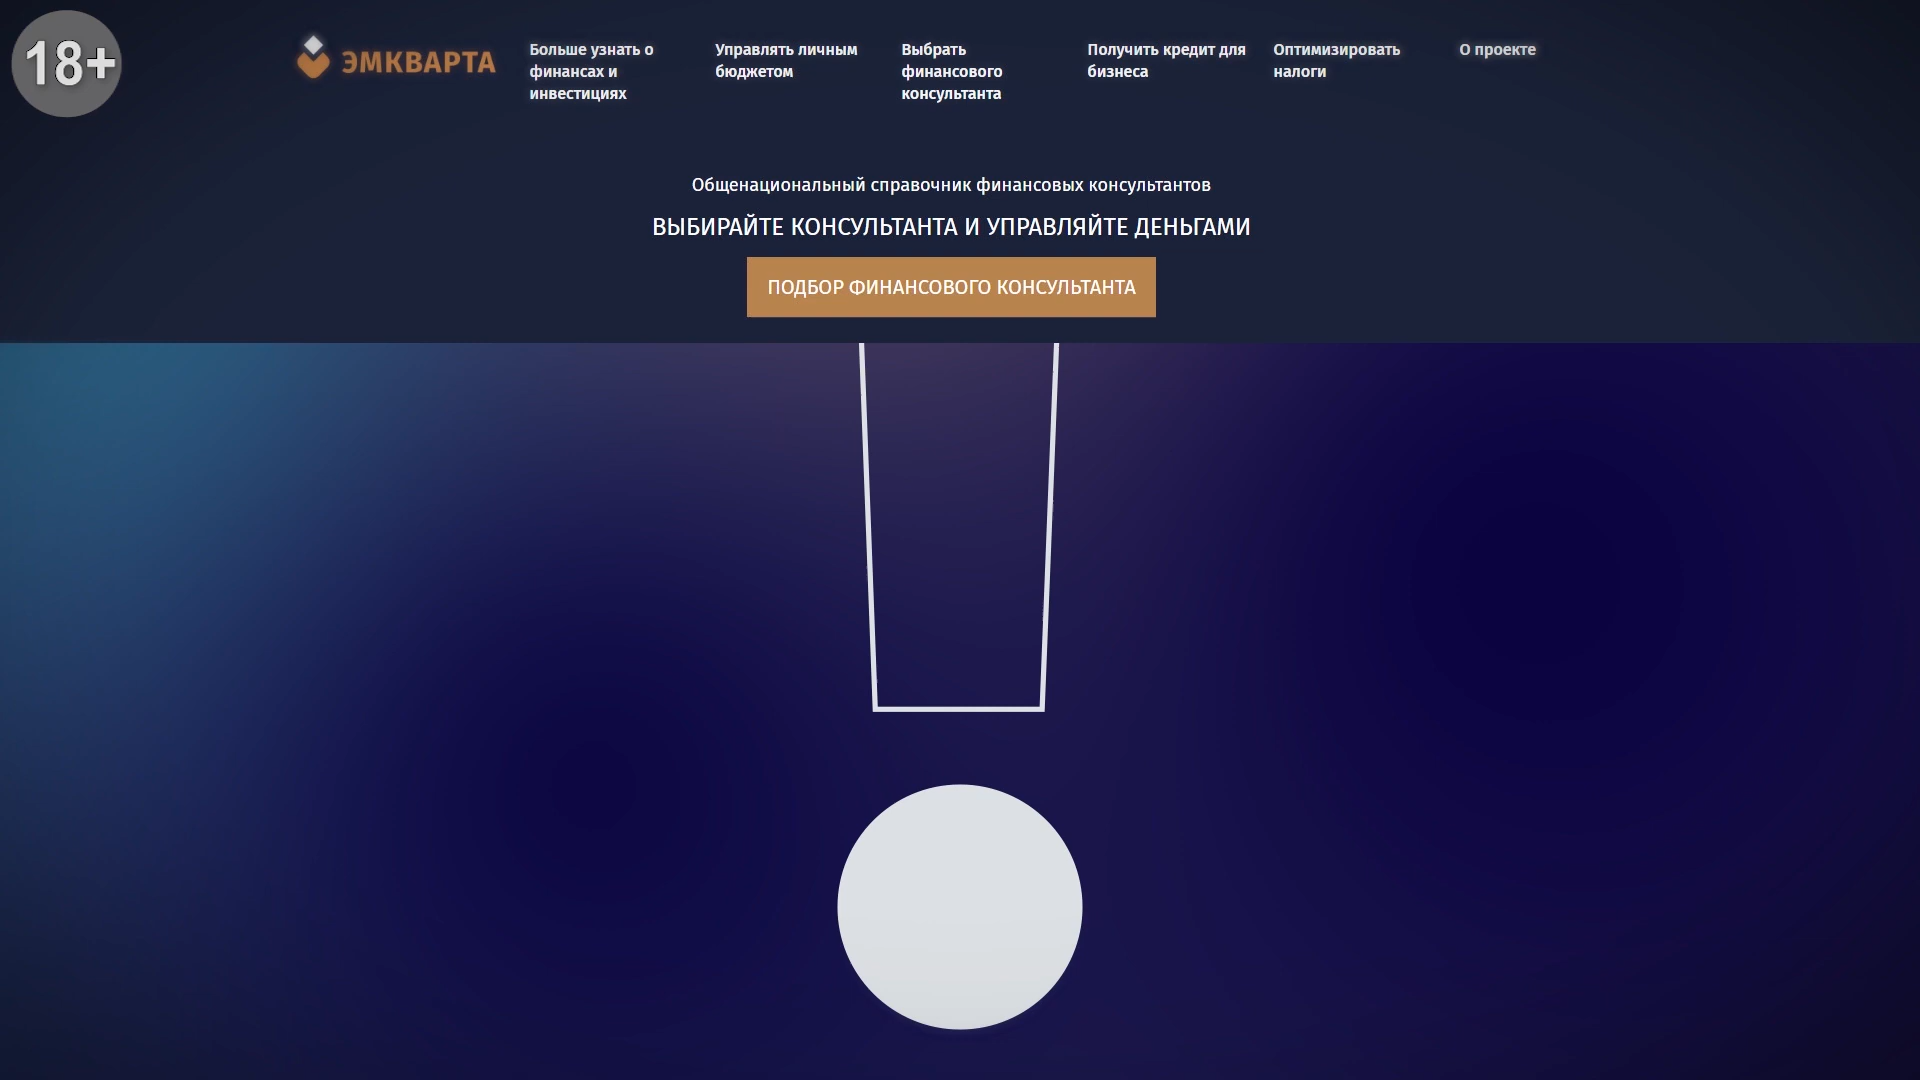 18+
ЭМКВАРТА
Больше узнать о
финансах и
инвестициях
Управлять личным
бюджетом
Выбрать
финансового
консультанта
Получить кредит для
бизнеса
Оптимизировать
налоги
О проекте
Общенациональный справочник финансовых консультантов
ВЫБИРАЙТЕ КОНСУЛЬТАНТА И УПРАВЛЯЙТЕ ДЕНЬГАМИ
ПОДБОР ФИНАНСОВОГО КОНСУЛЬТАНТА